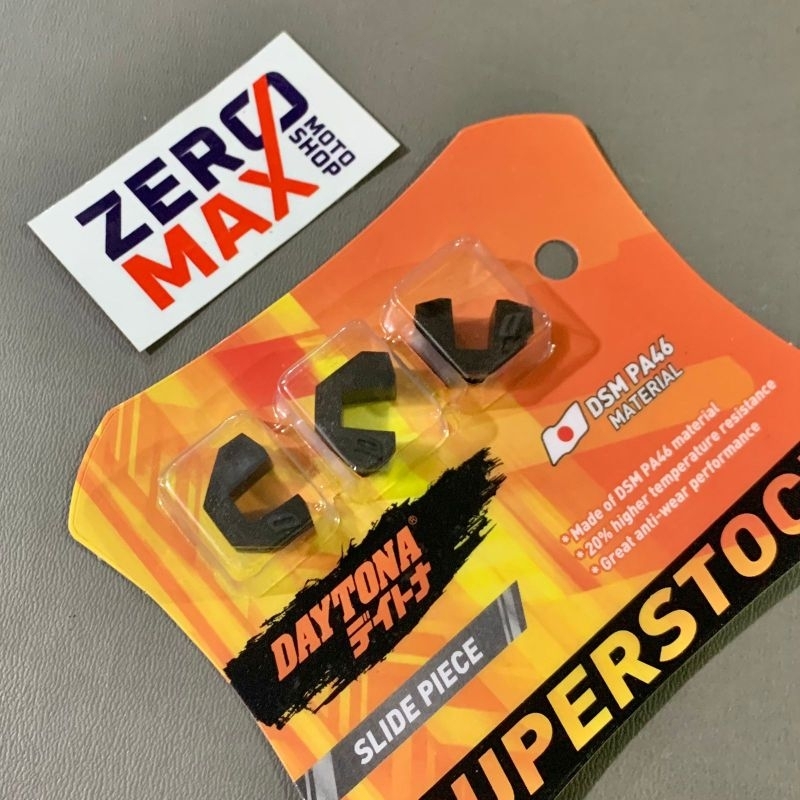 ZERO
MAX
MOTO
SHOP
DSM PA46
MATERIAL
* Made of DSM PA46 material
* 20% higher temperature resistance
* Great anti-wear performance
DAYTONA®
デイトナ
SLIDE PIECE
UPERSTOC